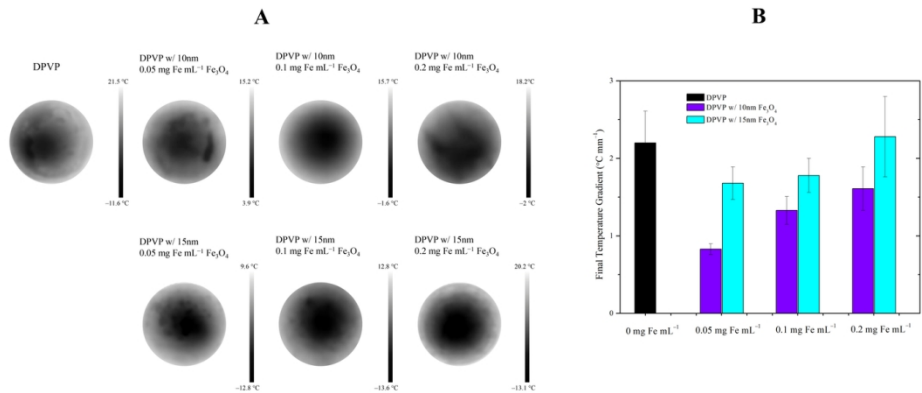 A
DPVP
21.5 °C
−11.6 °C
DPVP w/ 10nm
0.05 mg Fe mL⁻¹ Fe₃O₄
15.2 °C
3.9 °C
DPVP w/ 10nm
0.1 mg Fe mL⁻¹ Fe₃O₄
15.7 °C
−1.6 °C
DPVP w/ 10nm
0.2 mg Fe mL⁻¹ Fe₃O₄
18.2°C
−2 °C
DPVP w/ 15nm
0.05 mg Fe mL⁻¹ Fe₃O₄
9.6 °C
−12.8 °C
DPVP w/ 15nm
0.1 mg Fe mL⁻¹ Fe₃O₄
12.8 °C
−13.6 °C
DPVP w/ 15nm
0.2 mg Fe mL⁻¹ Fe₃O₄
20.2 °C
−13.1 °C
B
Final Temperature Gradient (°C mm⁻¹)
3
2
1
0
DPVP
DPVP w/ 10nm Fe₃O₄
DPVP w/ 15nm Fe₃O₄
0 mg Fe mL⁻¹
0.05 mg Fe mL⁻¹
0.1 mg Fe mL⁻¹
0.2 mg Fe mL⁻¹